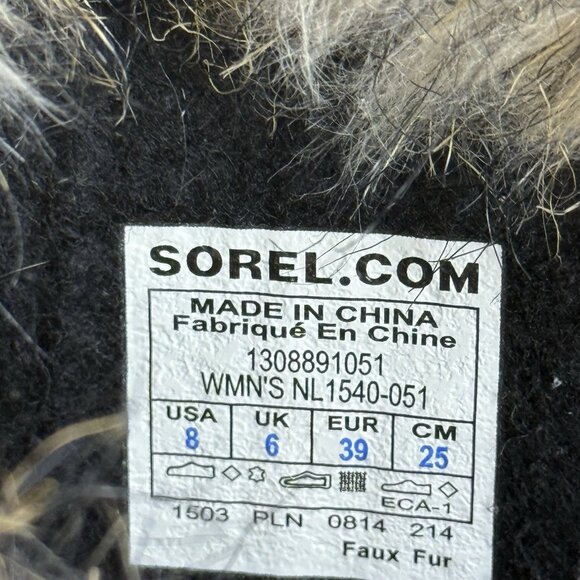 SOREL.COM
MADE IN CHINA
Fabriqué En Chine
1308891051
WMN'S NL1540-051
USA UK EUR CM
8 6 39 25
ECA-1
1503 PLN 0814 214
Faux Fur